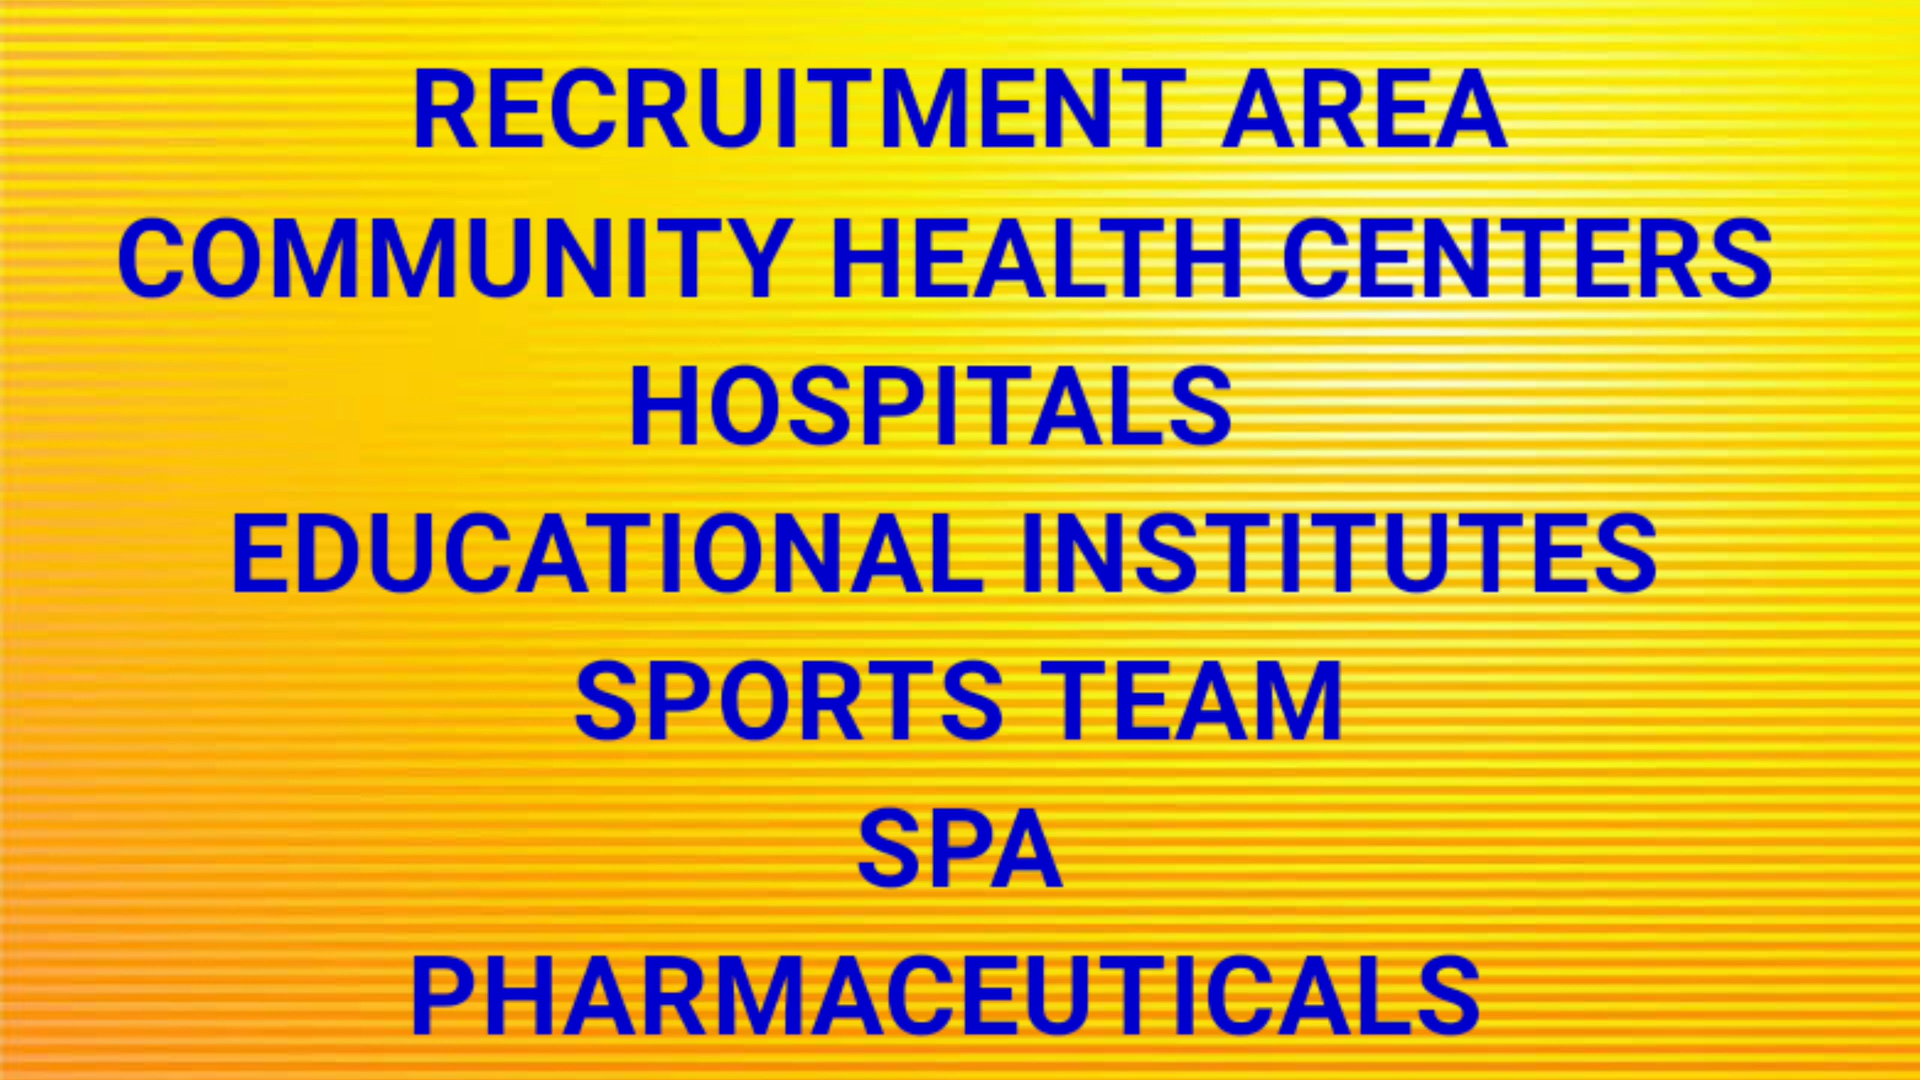 RECRUITMENT AREA
COMMUNITY HEALTH CENTERS
HOSPITALS
EDUCATIONAL INSTITUTES
SPORTS TEAM
SPA
PHARMACEUTICALS